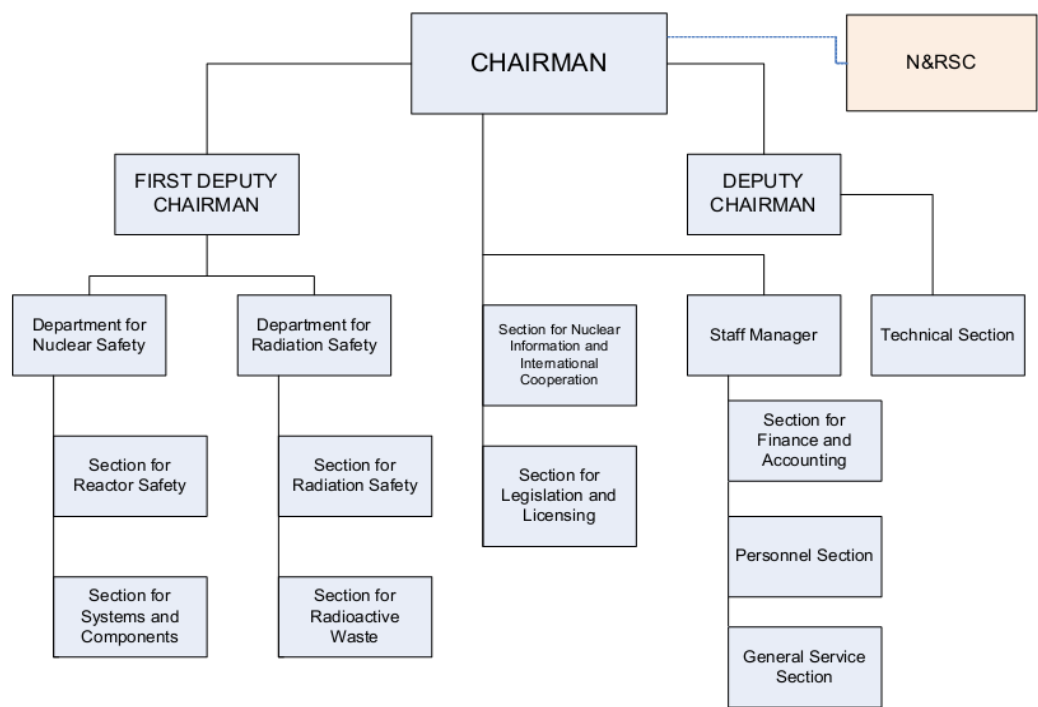 CHAIRMAN
N&RSC
FIRST DEPUTY
CHAIRMAN
DEPUTY
CHAIRMAN
Department for
Nuclear Safety
Department for
Radiation Safety
Section for Nuclear
Information and
International
Cooperation
Staff Manager
Technical Section
Section for
Reactor Safety
Section for
Radiation Safety
Section for
Legislation and
Licensing
Section for
Finance and
Accounting
Personnel Section
Section for
Systems and
Components
Section for
Radioactive
Waste
General Service
Section